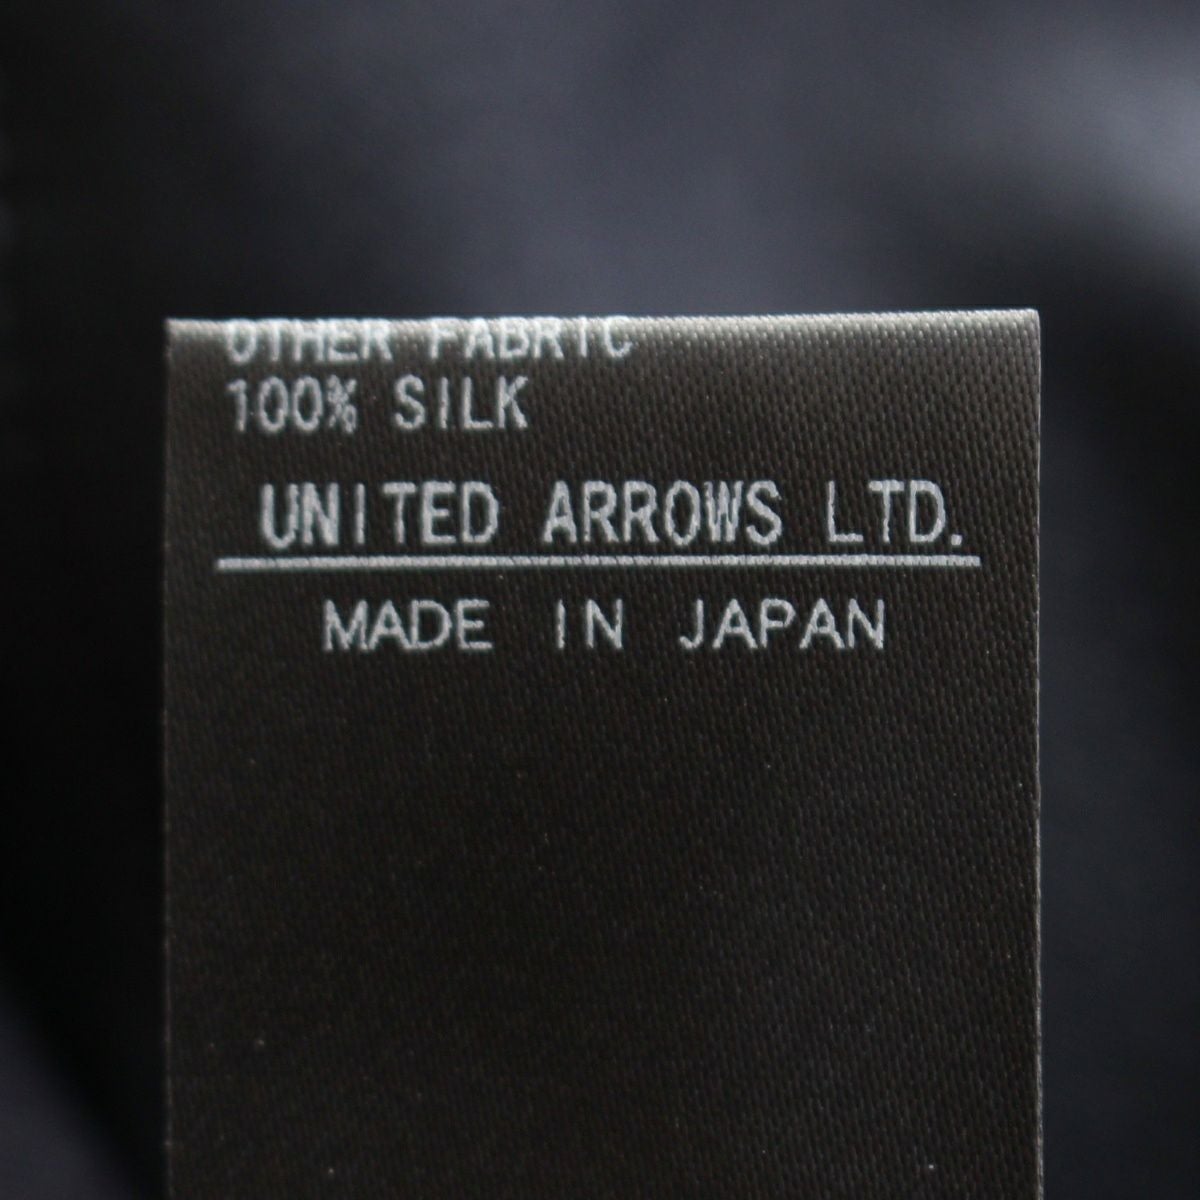 OTHER FABRIC
100% SILK
UNITED ARROWS LTD.
MADE IN JAPAN